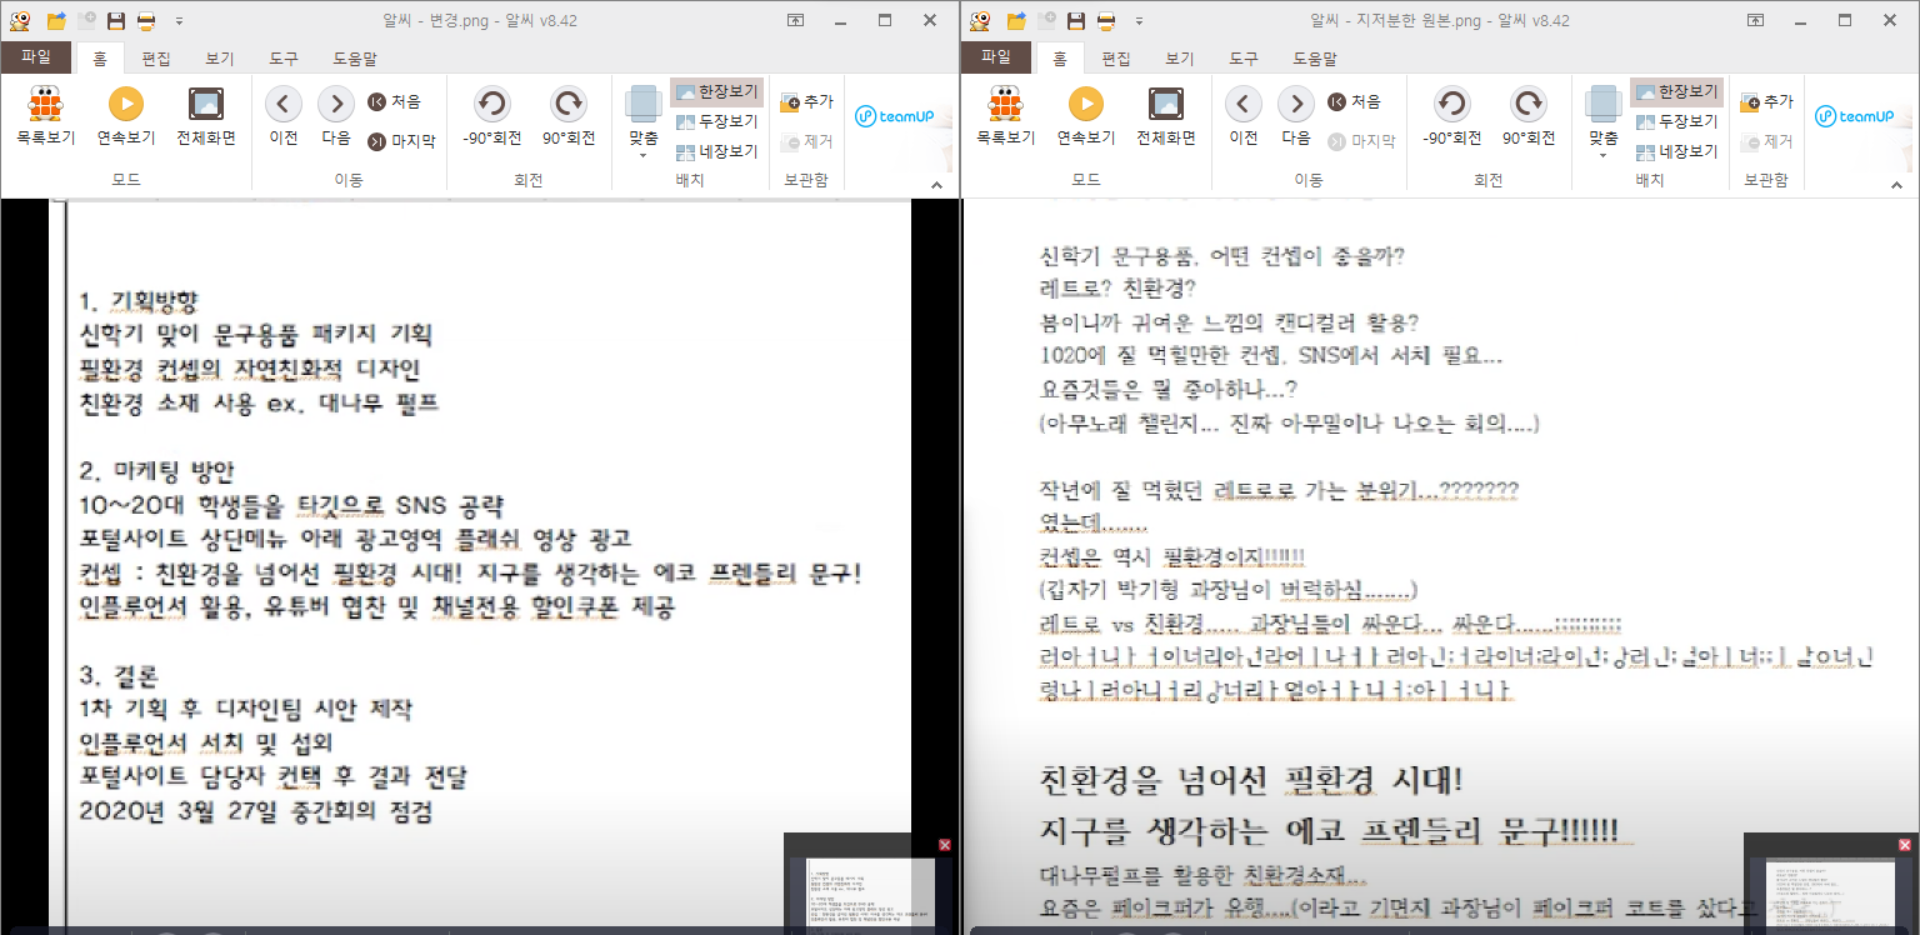 알씨 - 변경.png - 알씨 v8.42
파일 홈 편집 보기 도구 도움말
목록보기 연속보기 전체화면 이전 다음 처음 마지막 -90°회전 90°회전 맞춤 한장보기 두장보기 네장보기 추가 제거 teamUP
모드 이동 회전 배치 보관함
1. 기획방향
신학기 맞이 문구용품 패키지 기획
필환경 컨셉의 자연친화적 디자인
친환경 소재 사용 ex. 대나무 펄프
2. 마케팅 방안
10~20대 학생들을 타깃으로 SNS 공략
포털사이트 상단메뉴 아래 광고영역 플래쉬 영상 광고
컨셉 : 친환경을 넘어선 필환경 시대! 지구를 생각하는 에코 프렌들리 문구!
인플루언서 활용, 유튜버 협찬 및 채널전용 할인쿠폰 제공
3. 결론
1차 기획 후 디자인팀 시안 제작
인플루언서 서치 및 섭외
포털사이트 담당자 컨택 후 결과 전달
2020년 3월 27일 중간회의 점검
알씨 - 지저분한 원본.png - 알씨 v8.42
파일 홈 편집 보기 도구 도움말
목록보기 연속보기 전체화면 이전 다음 처음 마지막 -90°회전 90°회전 맞춤 한장보기 두장보기 네장보기 추가 제거 teamUP
모드 이동 회전 배치 보관함
신학기 문구용품, 어떤 컨셉이 좋을까?
레트로? 친환경?
봄이니까 귀여운 느낌의 캔디컬러 활용?
1020에 잘 먹힐만한 컨셉, SNS에서 서치 필요...
요즘것들은 뭘 좋아하나...?
(아무노래 챌린지... 진짜 아무말이나 나오는 회의....)
작년에 잘 먹혔던 레트로로 가는 분위기...???????
였는데.......
컨셉은 역시 필환경이지!!!!!!!
(갑자기 박기형 과장님이 버럭하심.......)
레트로 vs 친환경..... 과장님들이 싸운다... 싸운다......;;;;;;;;;;
친환경을 넘어선 필환경 시대!
지구를 생각하는 에코 프렌들리 문구!!!!!!
대나무펄프를 활용한 친환경소재...
요즘은 페이크퍼가 유행....(이라고 기면지 과장님이 페이크퍼 코트를 샀다고